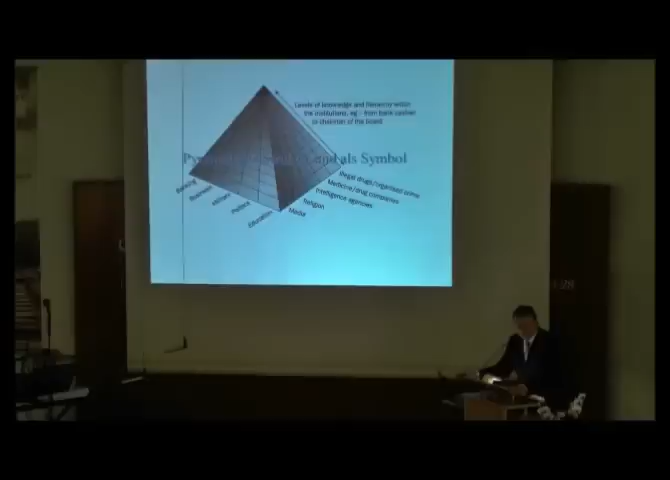 Levels of knowledge and hierarchy within
the institutions, eg – from bank cashier
to chairman of the board
als Symbol
Banking
Business
Military
Politics
Education
Media
Religion
Intelligence agencies
Medicine/drug companies
Illegal drugs/organised crime